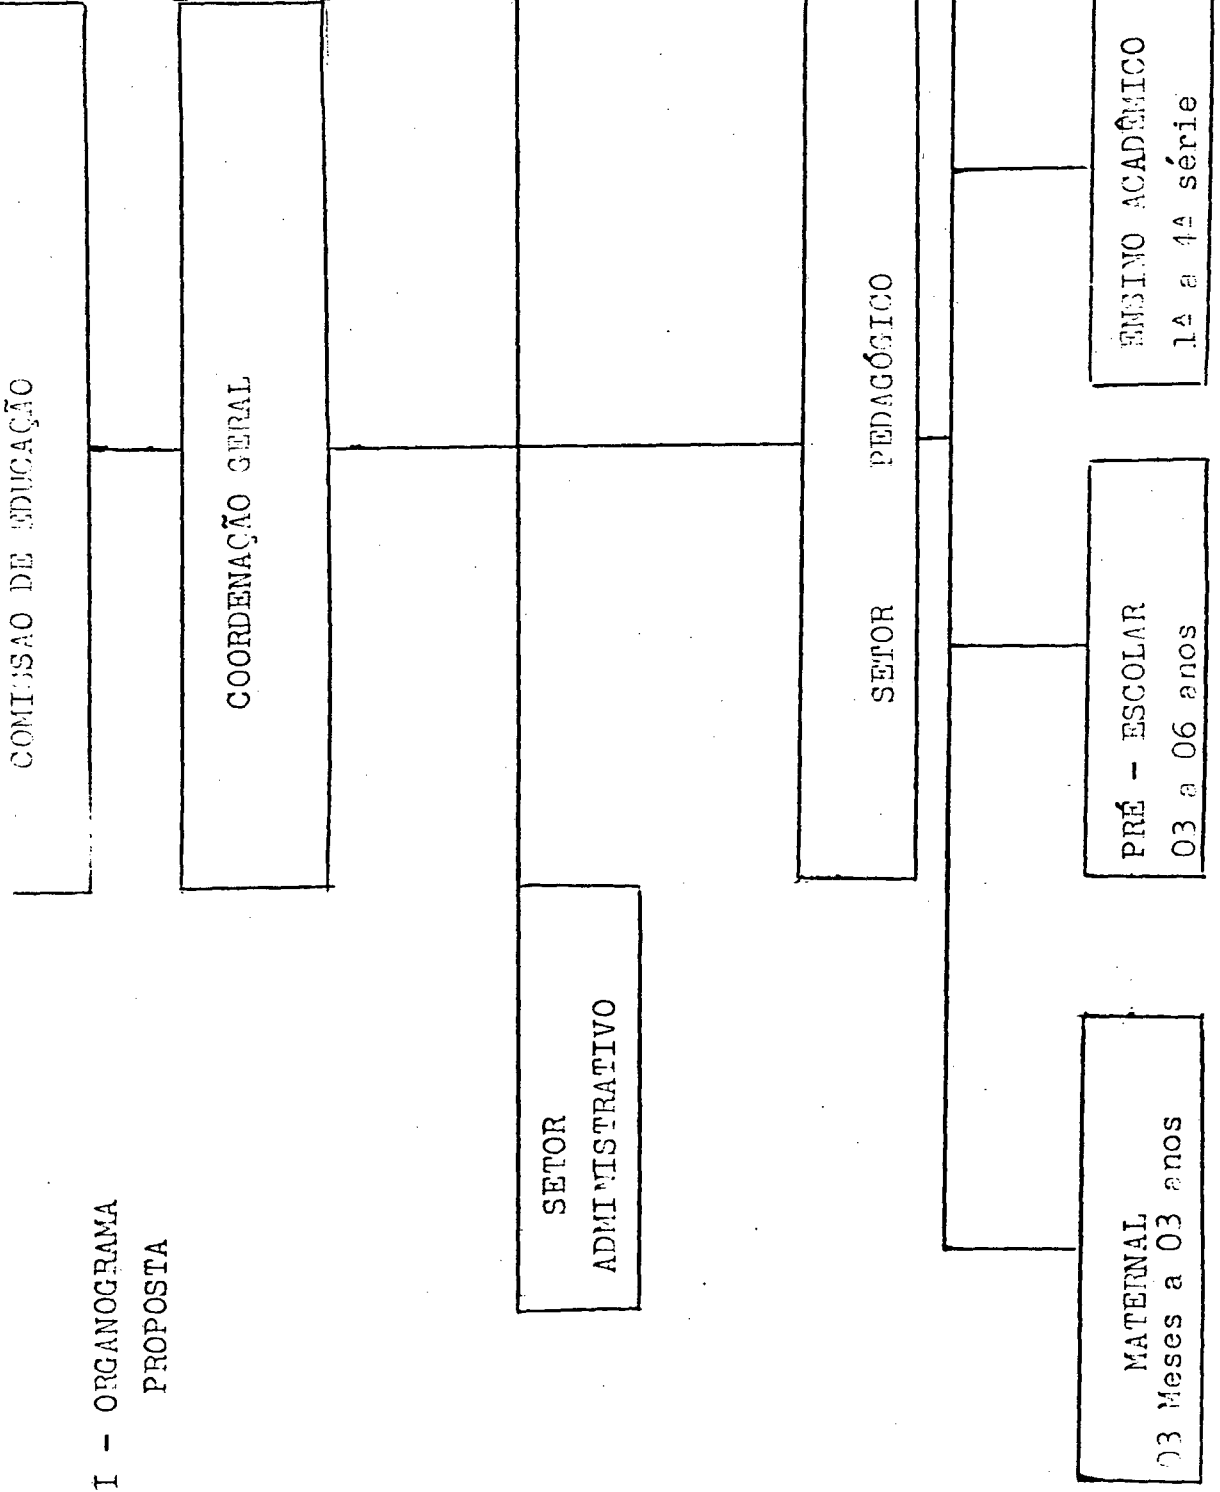 I - ORGANOGRAMA
PROPOSTA
COMISSAO DE EDUCAÇÃO
COORDENAÇÃO GERAL
SETOR
ADMINISTRATIVO
SETOR PEDAGÓGICO
MATERNAL
03 Meses a 03 anos
PRÉ - ESCOLAR
03 a 06 anos
ENSINO ACADÊMICO
1ª a 4ª série